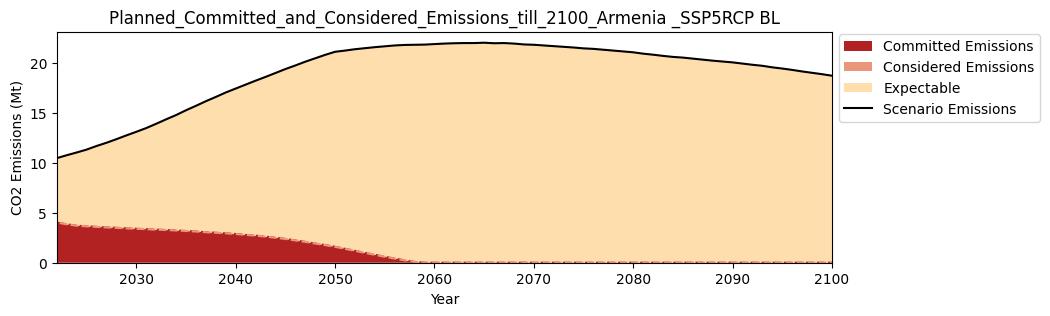 Planned_Committed_and_Considered_Emissions_till_2100_Armenia _SSP5RCP BL
CO2 Emissions (Mt)
20
15
10
5
0
2030 2040 2050 2060 2070 2080 2090 2100
Year
Committed Emissions
Considered Emissions
Expectable
Scenario Emissions